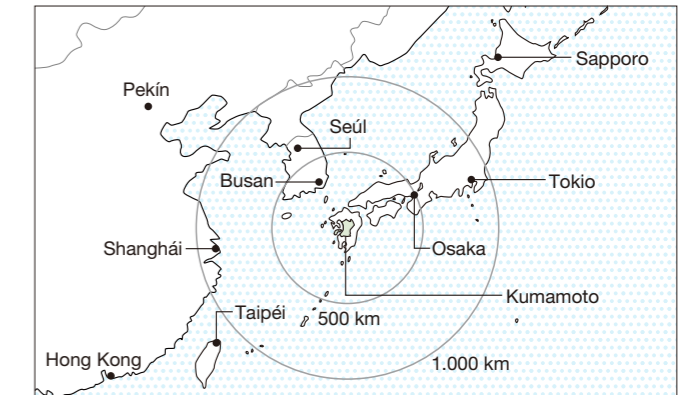 Sapporo
Pekín
Seúl
Busan
Tokio
Shanghái
Osaka
Kumamoto
Taipéi
500 km
Hong Kong
1.000 km